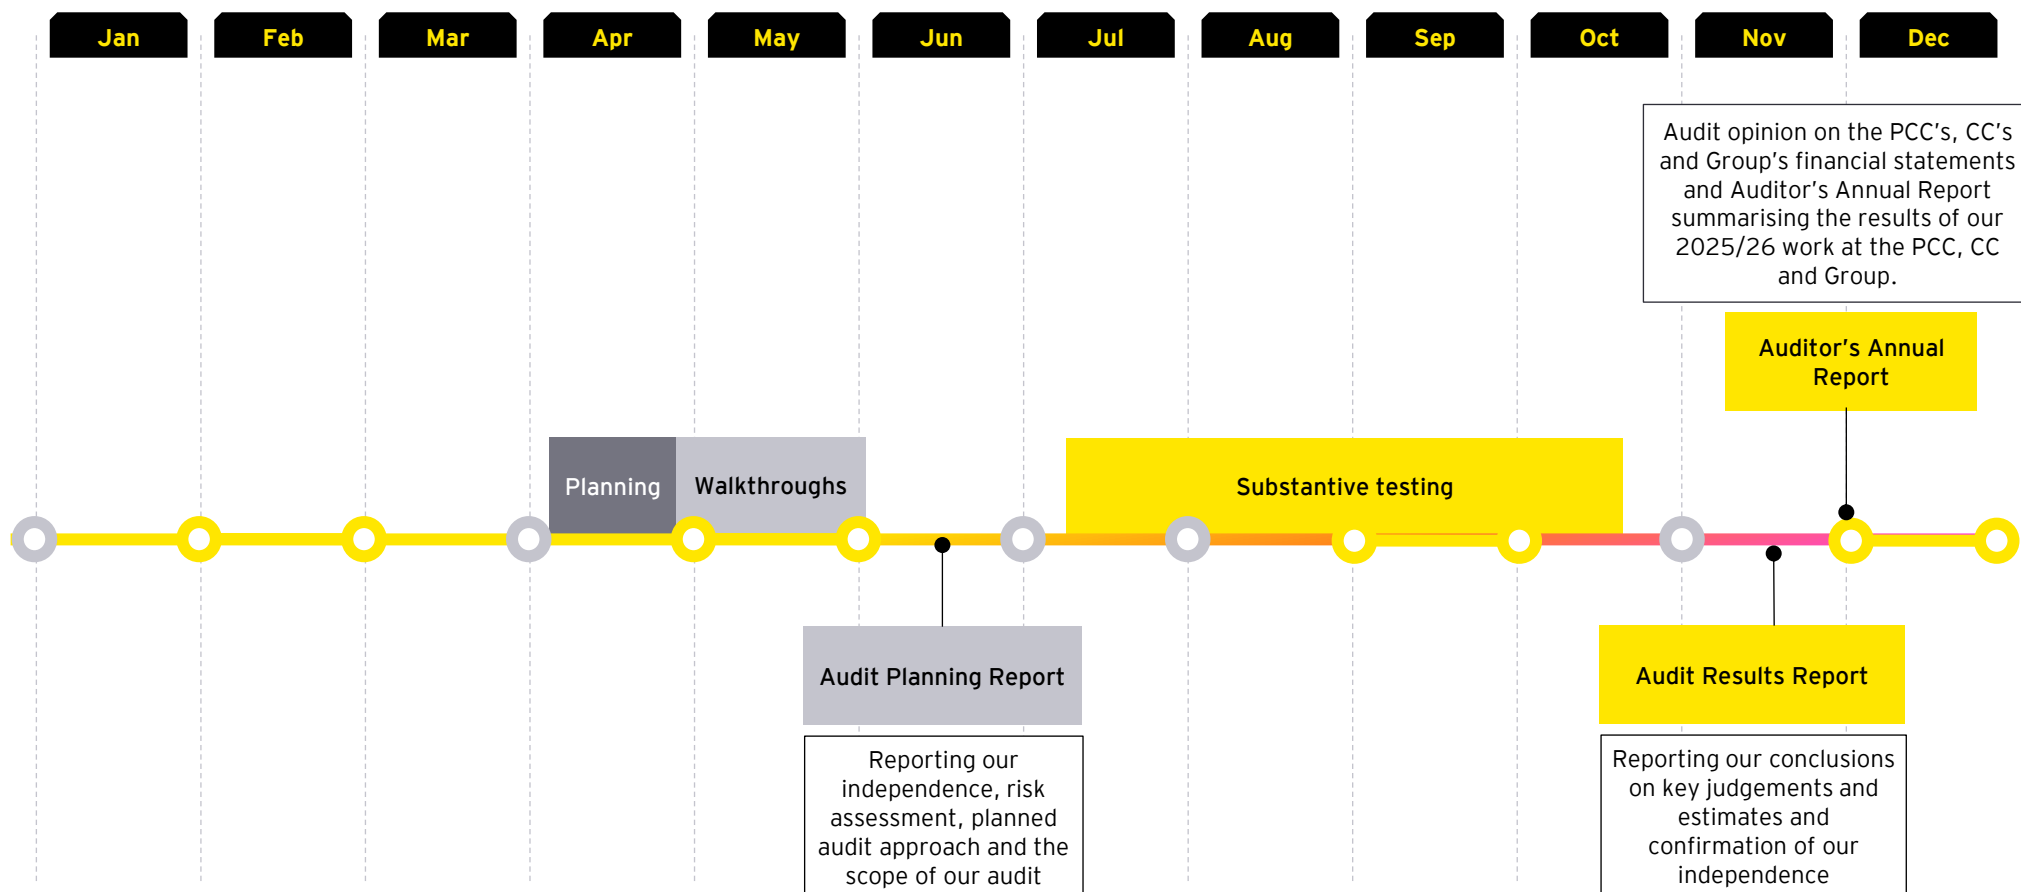 Jan Feb Mar Apr May Jun Jul Aug Sep Oct Nov Dec
Audit opinion on the PCC’s, CC’s
and Group’s financial statements
and Auditor’s Annual Report
summarising the results of our
2025/26 work at the PCC, CC
and Group.
Auditor’s Annual
Report
Planning
Walkthroughs
Substantive testing
Audit Planning Report
Reporting our
independence, risk
assessment, planned
audit approach and the
scope of our audit
Audit Results Report
Reporting our conclusions
on key judgements and
estimates and
confirmation of our
independence